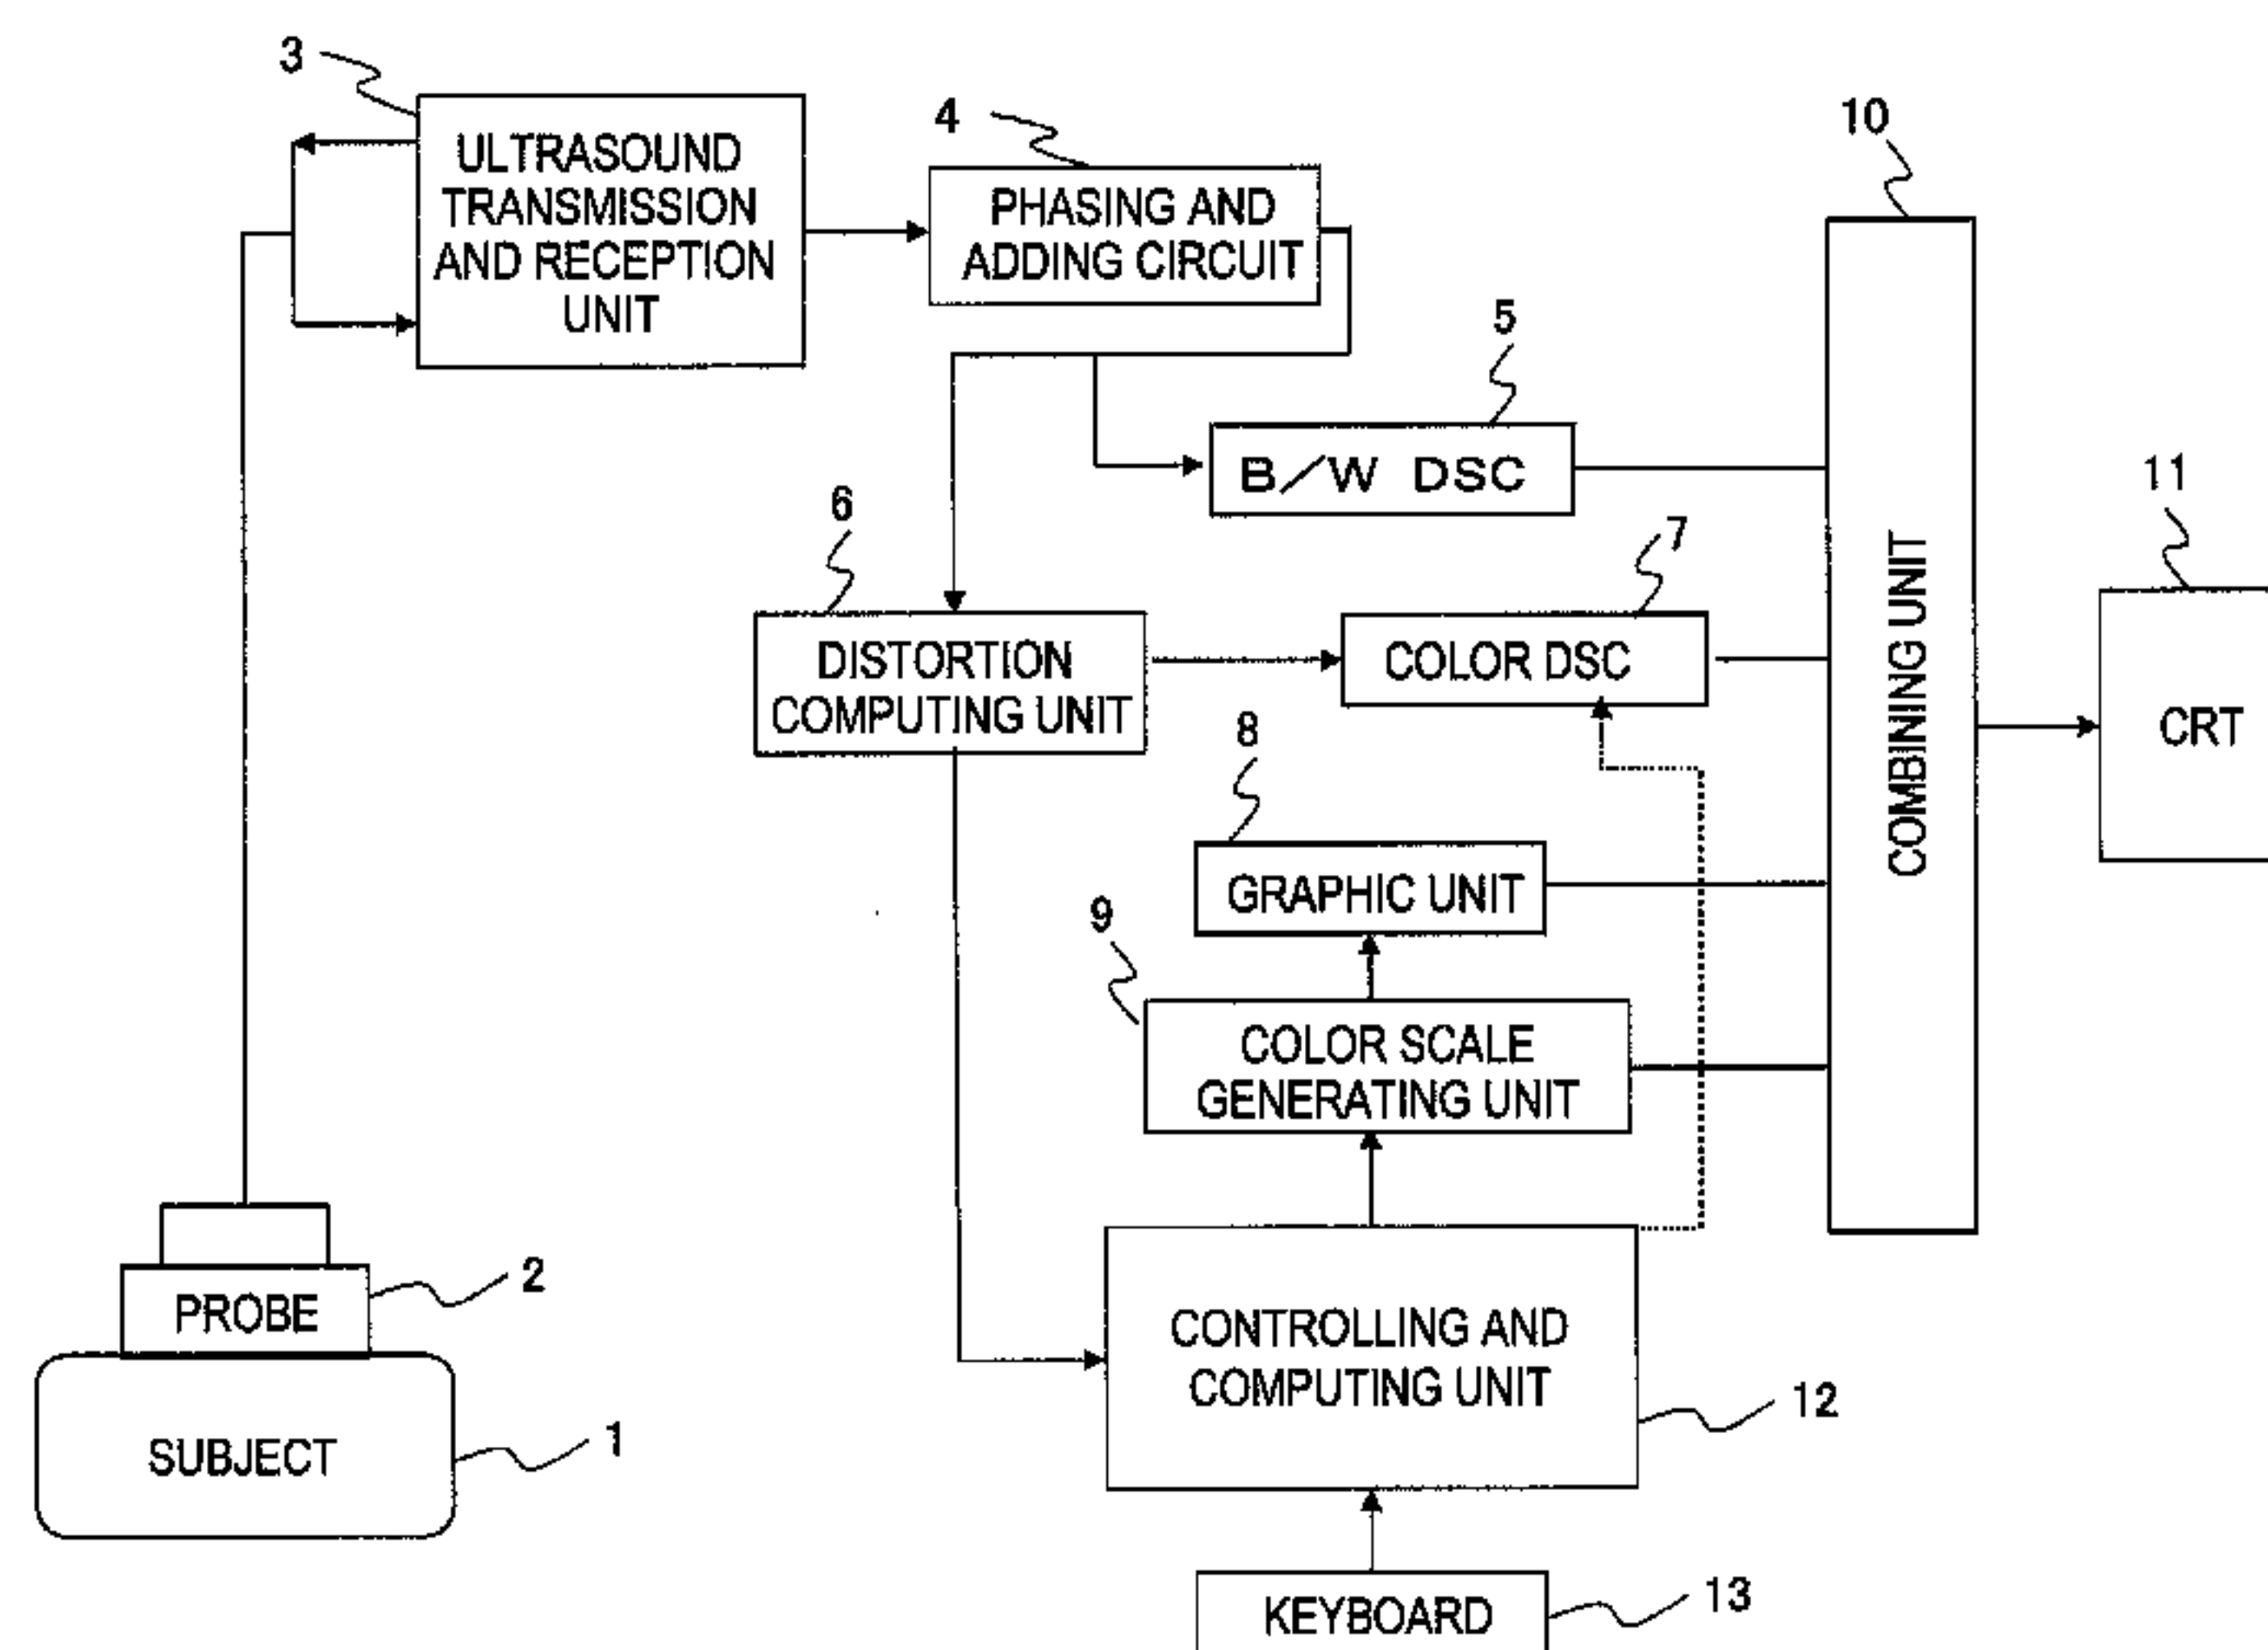 3
ULTRASOUND
TRANSMISSION
AND RECEPTION
UNIT
4
PHASING AND
ADDING CIRCUIT
10
5
B/W DSC
11
6
DISTORTION
COMPUTING UNIT
7
COLOR DSC
COMBINING UNIT
CRT
8
GRAPHIC UNIT
9
COLOR SCALE
GENERATING UNIT
2
PROBE
CONTROLLING AND
COMPUTING UNIT
12
SUBJECT
1
KEYBOARD
13